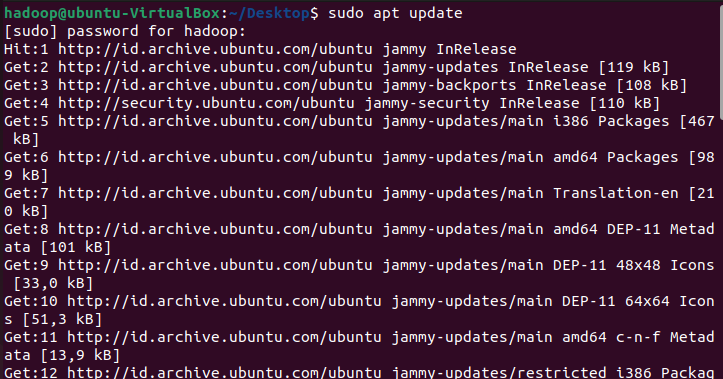 hadoop@ubuntu-VirtualBox:~/Desktop$ sudo apt update
[sudo] password for hadoop:
Hit:1 http://id.archive.ubuntu.com/ubuntu jammy InRelease
Get:2 http://id.archive.ubuntu.com/ubuntu jammy-updates InRelease [119 kB]
Get:3 http://id.archive.ubuntu.com/ubuntu jammy-backports InRelease [108 kB]
Get:4 http://security.ubuntu.com/ubuntu jammy-security InRelease [110 kB]
Get:5 http://id.archive.ubuntu.com/ubuntu jammy-updates/main i386 Packages [467
 kB]
Get:6 http://id.archive.ubuntu.com/ubuntu jammy-updates/main amd64 Packages [98
9 kB]
Get:7 http://id.archive.ubuntu.com/ubuntu jammy-updates/main Translation-en [21
0 kB]
Get:8 http://id.archive.ubuntu.com/ubuntu jammy-updates/main amd64 DEP-11 Metad
ata [101 kB]
Get:9 http://id.archive.ubuntu.com/ubuntu jammy-updates/main DEP-11 48x48 Icons
 [33,0 kB]
Get:10 http://id.archive.ubuntu.com/ubuntu jammy-updates/main DEP-11 64x64 Icon
s [51,3 kB]
Get:11 http://id.archive.ubuntu.com/ubuntu jammy-updates/main amd64 c-n-f Metad
ata [13,9 kB]
Get:12 http://id.archive.ubuntu.com/ubuntu jammy-updates/restricted i386 Packag